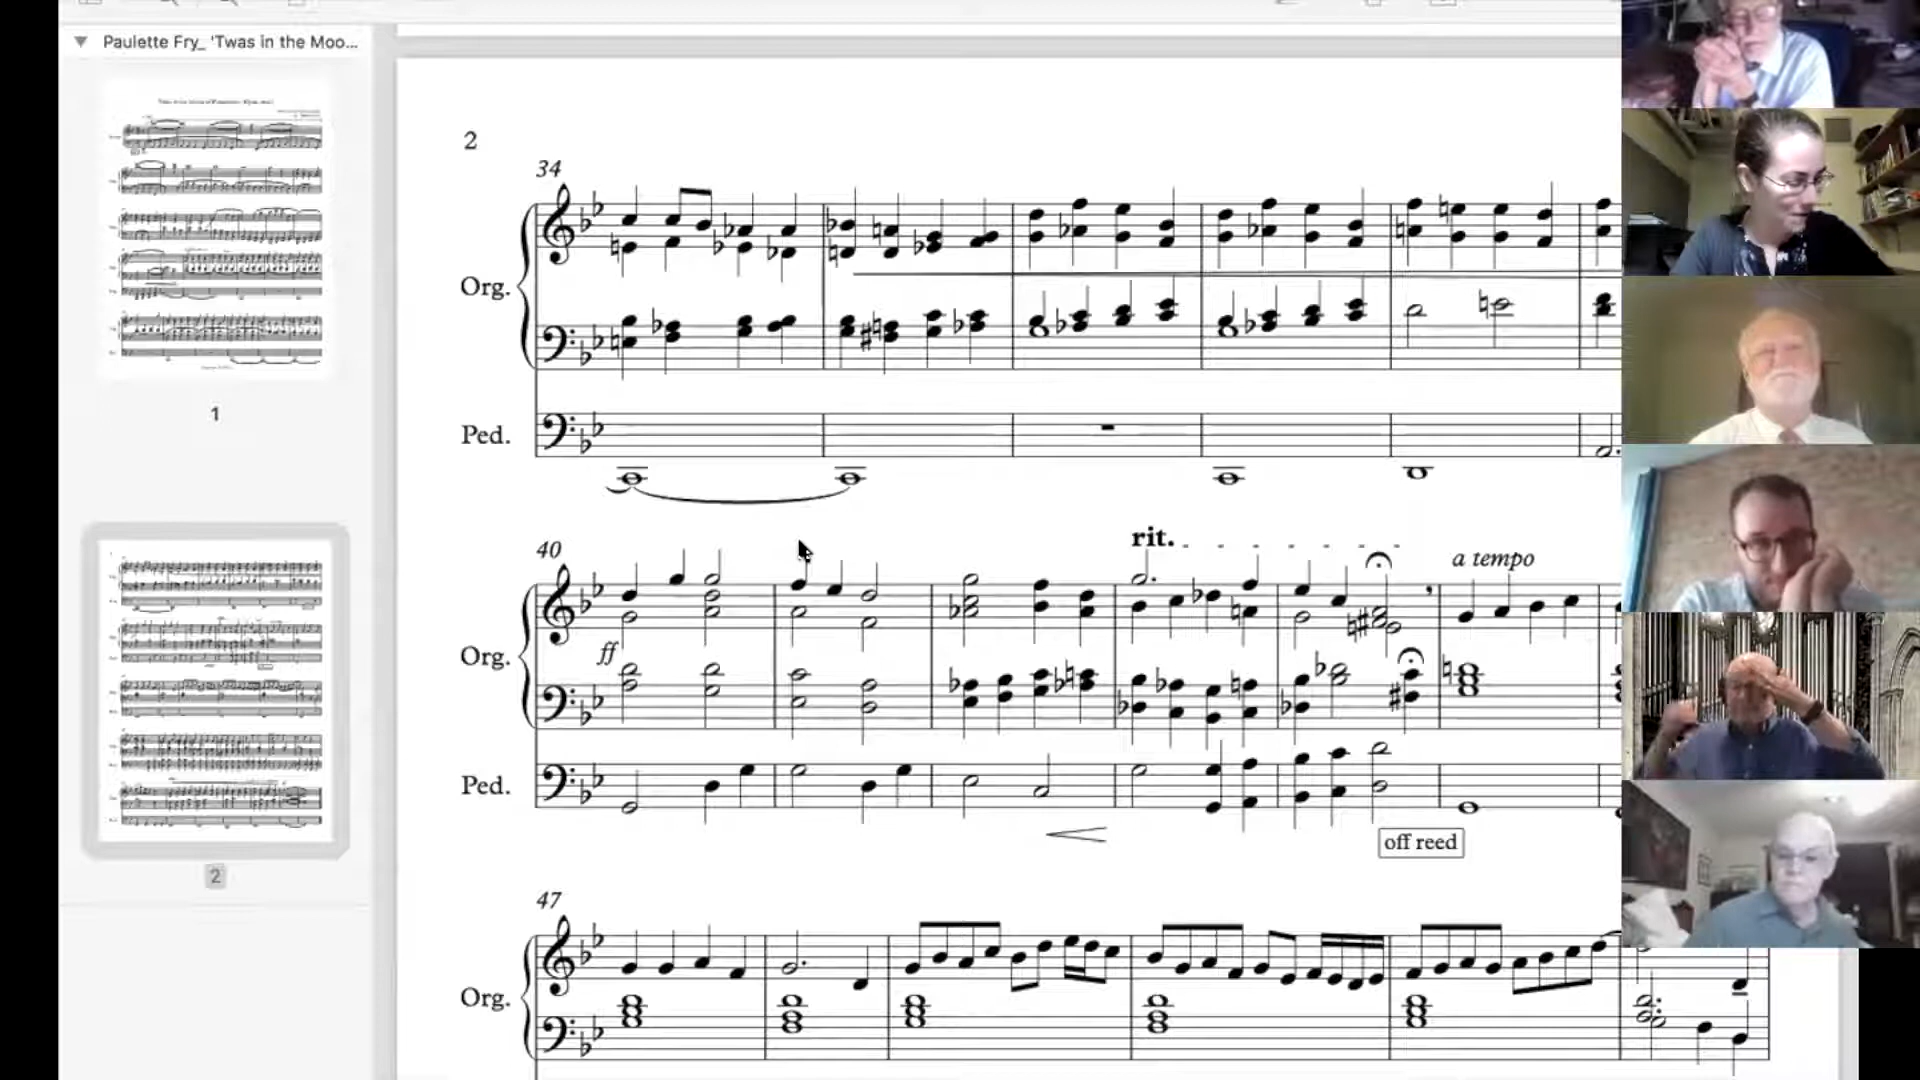 Paulette Fry_ 'Twas in the Moo...
1
2
2
34
Org.
Ped.
40
rit.
a tempo
ff
Org.
Ped.
off reed
47
Org.